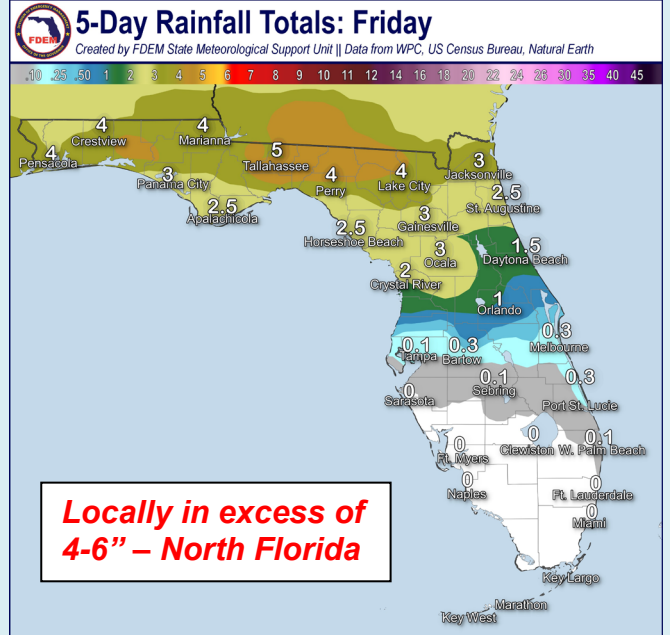 5-Day Rainfall Totals: Friday
FDEM
Created by FDEM State Meteorological Support Unit || Data from WPC, US Census Bureau, Natural Earth
.10 .25 .50 1 2 3 4 5 6 7 8 9 10 11 12 14 16 18 20 22 24 26 30 35 40 45
4
Crestview
4
Marianna
4
Pensacola
5
Tallahassee
3
Panama City
4
Perry
4
Lake City
3
Jacksonville
2.5
Apalachicola
2.5
St. Augustine
2.5
Horseshoe Beach
3
Gainesville
3
Ocala
1.5
Daytona Beach
2
Crystal River
1
Orlando
0.1
Tampa
0.3
Bartow
0.3
Melbourne
0
Sarasota
0.1
Sebring
0.3
Port St. Lucie
0
Ft. Myers
0
Clewiston
0.1
W. Palm Beach
0
Naples
0
Ft. Lauderdale
0
Miami
Key Largo
Marathon
Key West
Locally in excess of
4-6” – North Florida